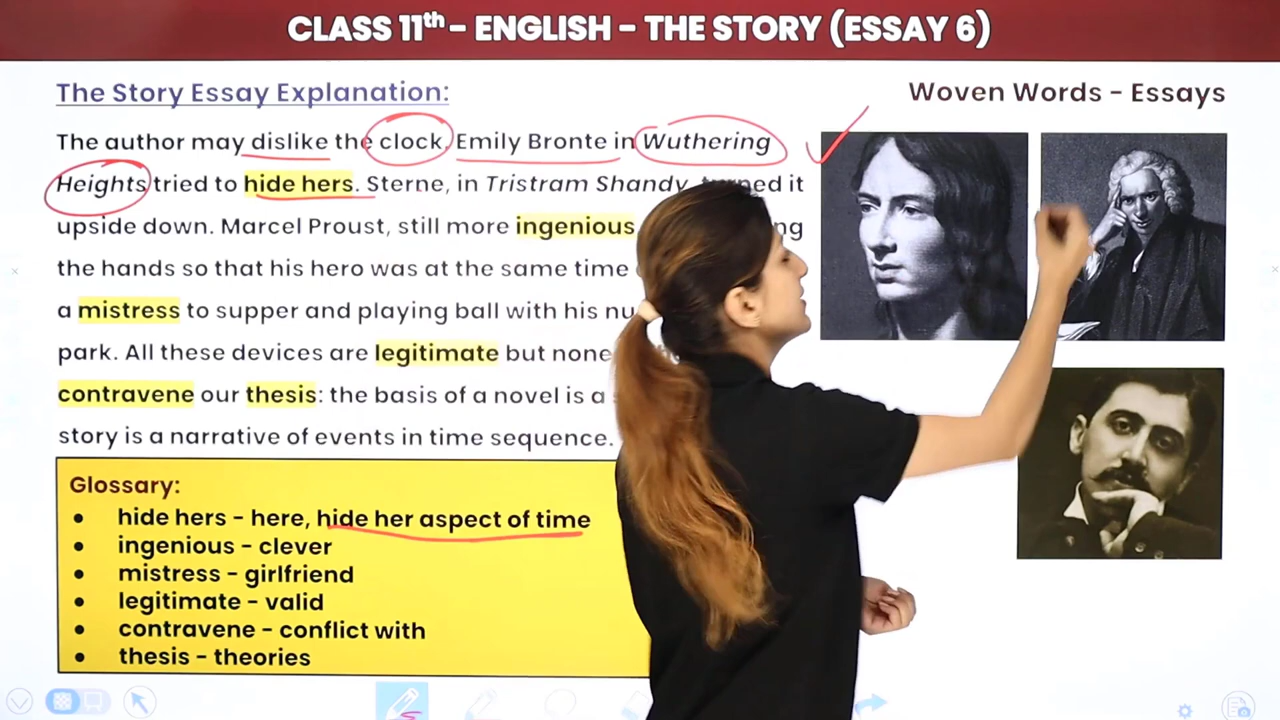 CLASS 11th - ENGLISH - THE STORY (ESSAY 6)
The Story Essay Explanation:
Woven Words - Essays
The author may dislike the clock. Emily Bronte in Wuthering
Heights tried to hide hers. Sterne, in Tristram Shandy, it
upside down. Marcel Proust, still more ingenious
the hands so that his hero was at the same time
a mistress to supper and playing ball with his
park. All these devices are legitimate but none
contravene our thesis: the basis of a novel is a
story is a narrative of events in time sequence.
Glossary:
• hide hers - here, hide her aspect of time
• ingenious - clever
• mistress - girlfriend
• legitimate - valid
• contravene - conflict with
• thesis - theories